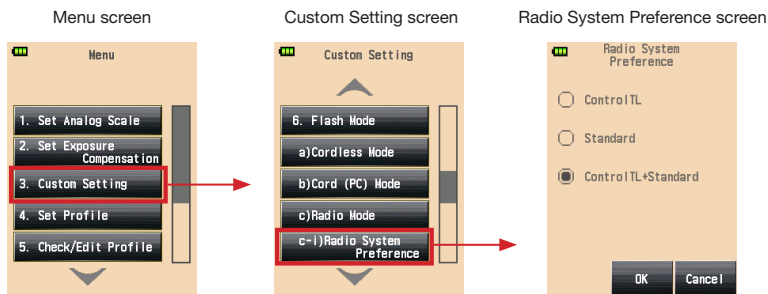 Menu screen
Menu
1. Set Analog Scale
2. Set Exposure
Compensation
3. Custom Setting
4. Set Profile
5. Check/Edit Profile
Custom Setting screen
Custom Setting
6. Flash Mode
a)Cordless Mode
b)Cord (PC) Mode
c)Radio Mode
c-i)Radio System
Preference
Radio System Preference screen
Radio System
Preference
ControlTL
Standard
ControlTL+Standard
OK
Cancel